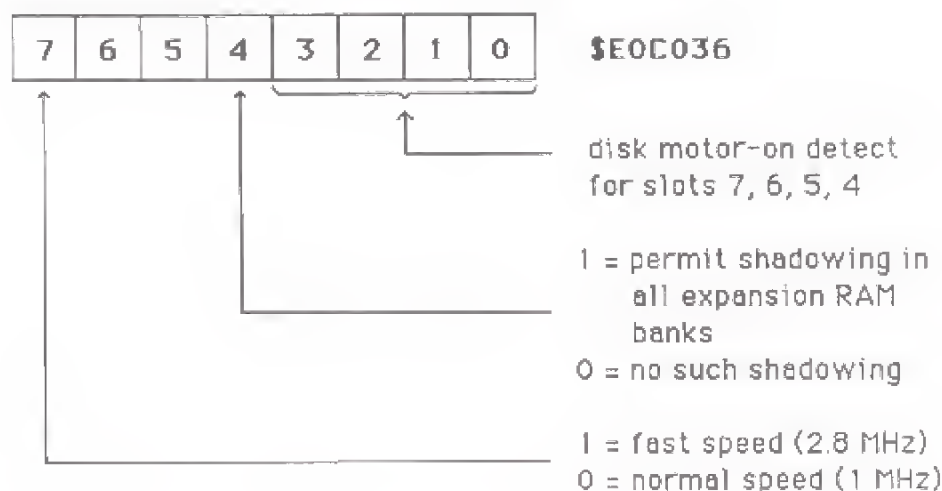 7 6 5 4 3 2 1 0 $E0C036
disk motor-on detect
for slots 7, 6, 5, 4
1 = permit shadowing in
all expansion RAM
banks
0 = no such shadowing
1 = fast speed (2.8 MHz)
0 = normal speed (1 MHz)